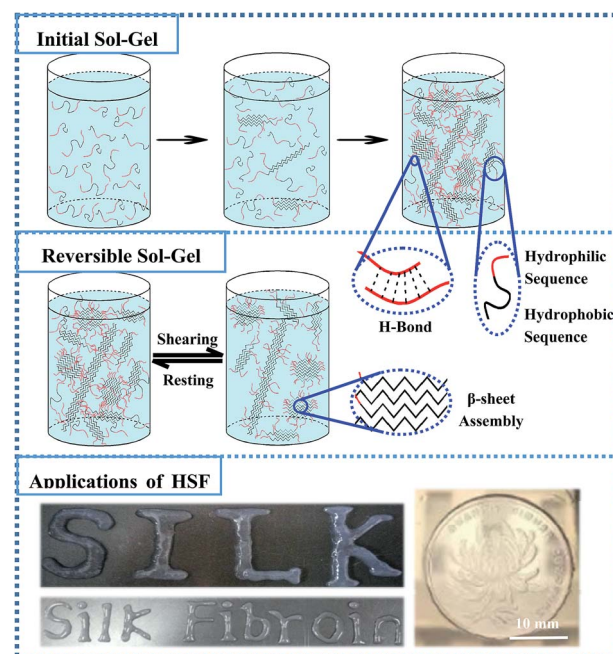 Initial Sol-Gel
Reversible Sol-Gel
H-Bond
Hydrophilic
Sequence
Hydrophobic
Sequence
Shearing
Resting
β-sheet
Assembly
Applications of HSF
SILK
Silk Fibroin
10 mm